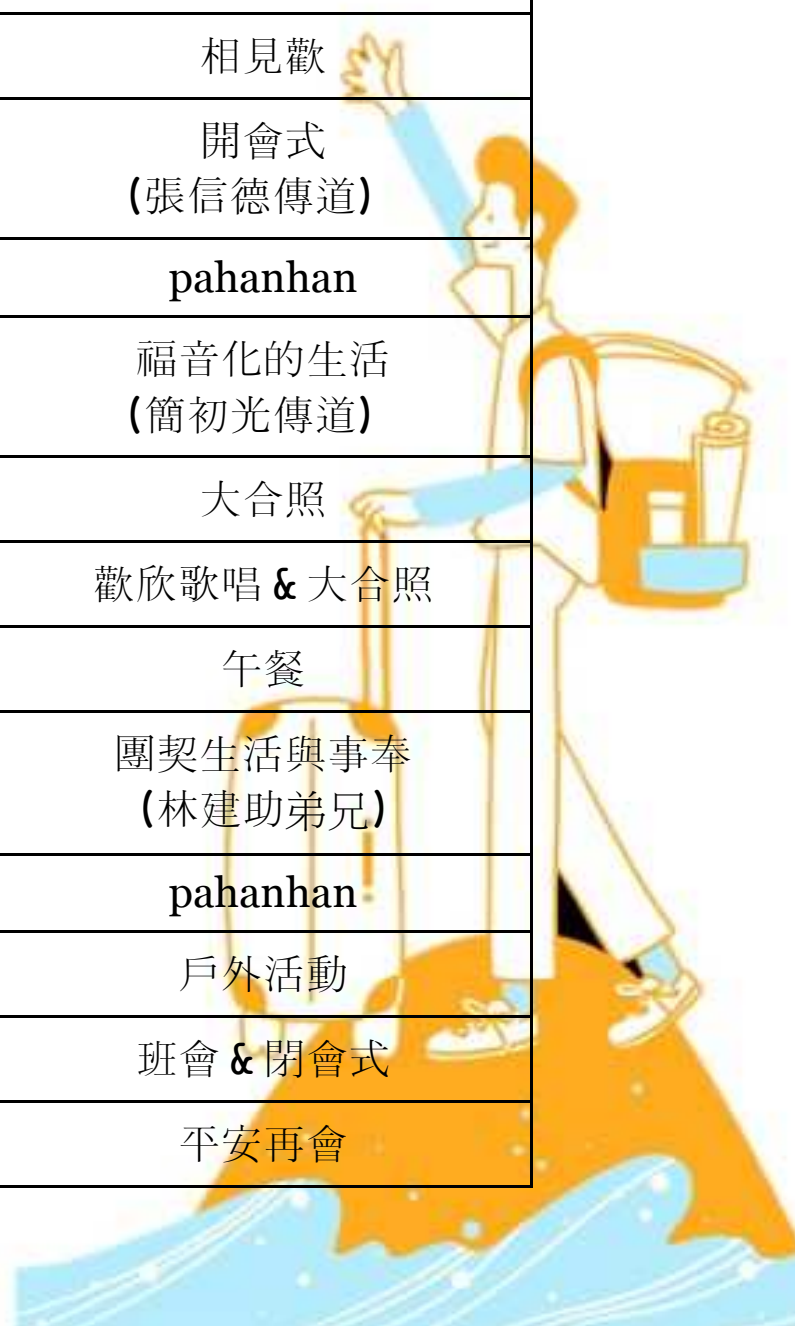 相見歡
開會式
(張信德傳道)
pahanhan
福音化的生活
(簡初光傳道)
大合照
歡欣歌唱 & 大合照
午餐
團契生活與事奉
(林建助弟兄)
pahanhan
戶外活動
班會 & 閉會式
平安再會